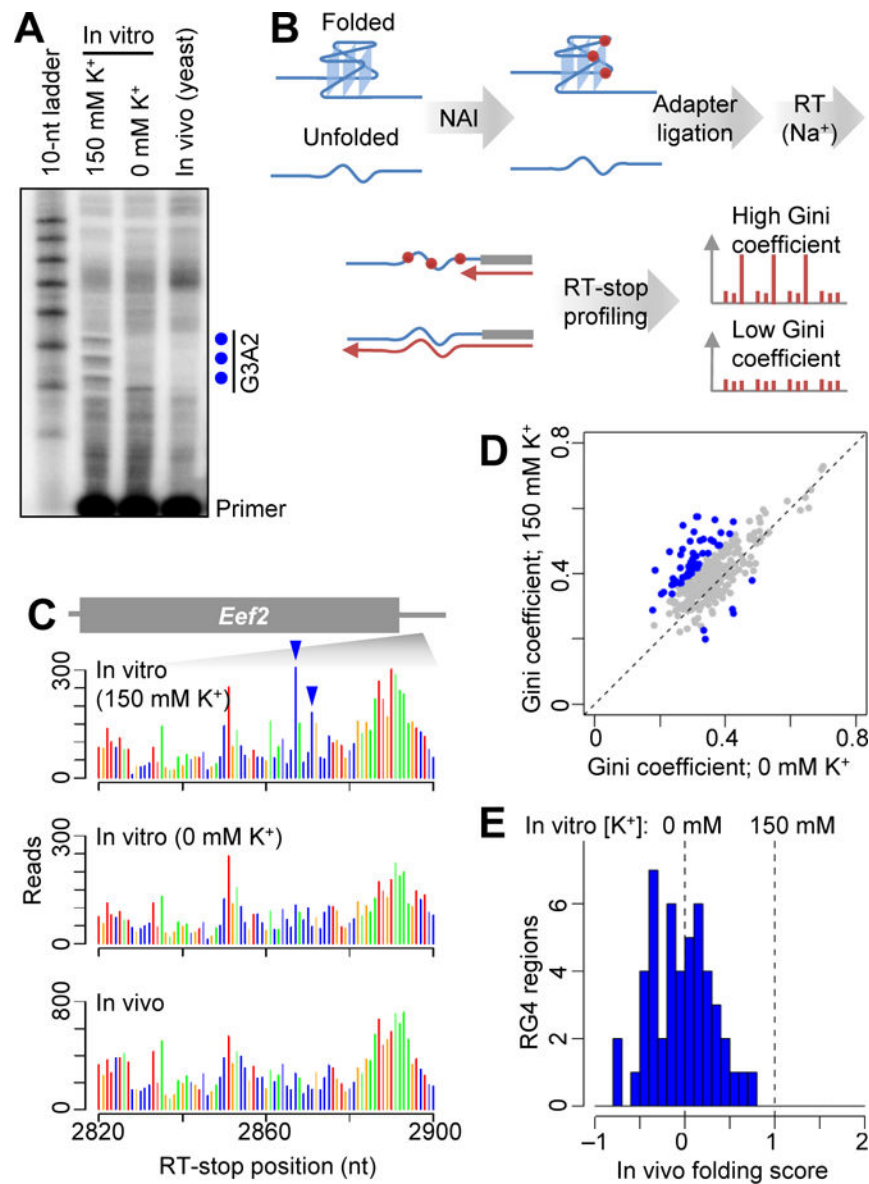 A
In vitro
10-nt ladder
150 mM K⁺
0 mM K⁺
In vivo (yeast)
G3A2
Primer
B
Folded
Unfolded
NAI
Adapter
ligation
RT
(Na⁺)
RT-stop
profiling
High Gini
coefficient
Low Gini
coefficient
C
Eef2
In vitro
(150 mM K⁺)
300
0
In vitro (0 mM K⁺)
300
0
Reads
In vivo
800
0
2820
2860
2900
RT-stop position (nt)
D
Gini coefficient; 150 mM K⁺
0.8
0.4
0
0
0.4
0.8
Gini coefficient; 0 mM K⁺
E
In vitro [K⁺]: 0 mM 150 mM
RG4 regions
6
4
2
0
−1
0
1
2
In vivo folding score